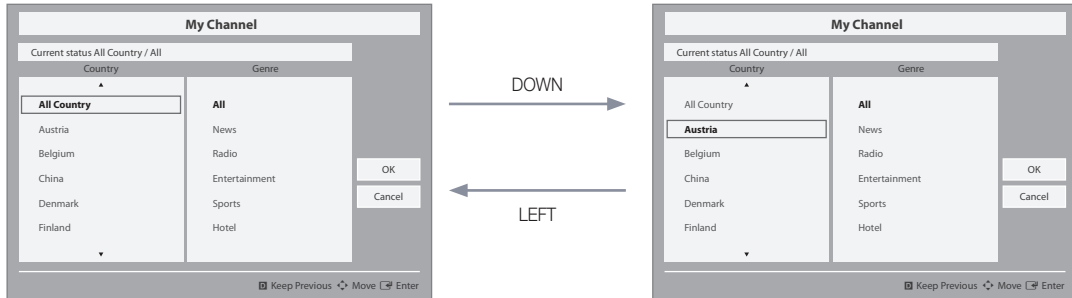 My Channel
Current status All Country / All
Country Genre
All Country All
Austria News
Belgium Radio
China Entertainment
Denmark Sports
Finland Hotel
OK
Cancel
D Keep Previous Move Enter
DOWN
LEFT
My Channel
Current status All Country / All
Country Genre
All Country All
Austria News
Belgium Radio
China Entertainment
Denmark Sports
Finland Hotel
OK
Cancel
D Keep Previous Move Enter